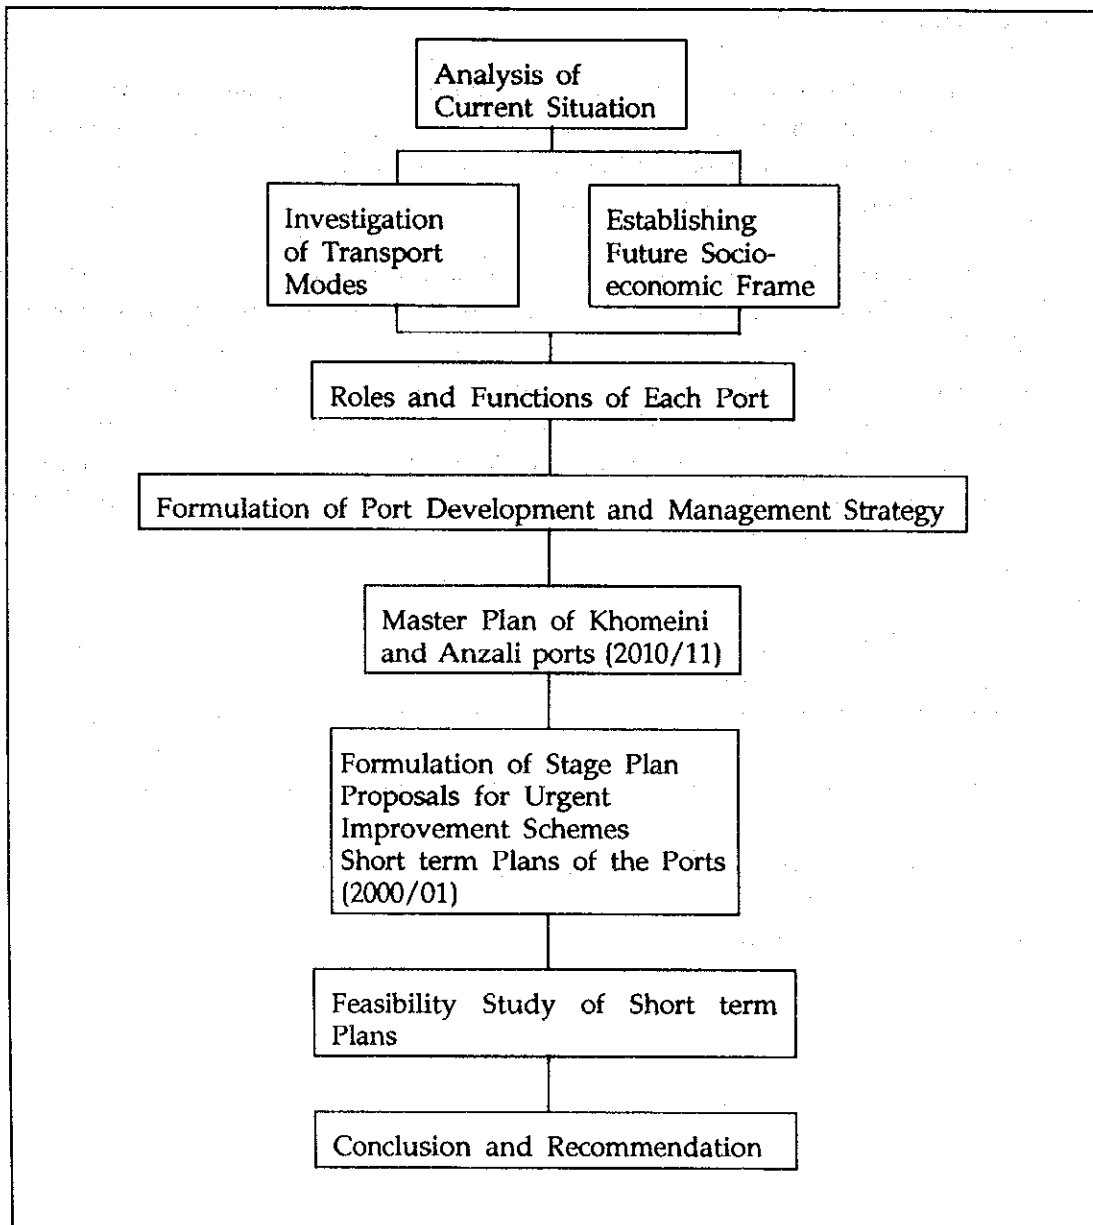 Analysis of
Current Situation
Investigation
of Transport
Modes
Establishing
Future Socio-
economic Frame
Roles and Functions of Each Port
Formulation of Port Development and Management Strategy
Master Plan of Khomeini
and Anzali ports (2010/11)
Formulation of Stage Plan
Proposals for Urgent
Improvement Schemes
Short term Plans of the Ports
(2000/01)
Feasibility Study of Short term
Plans
Conclusion and Recommendation